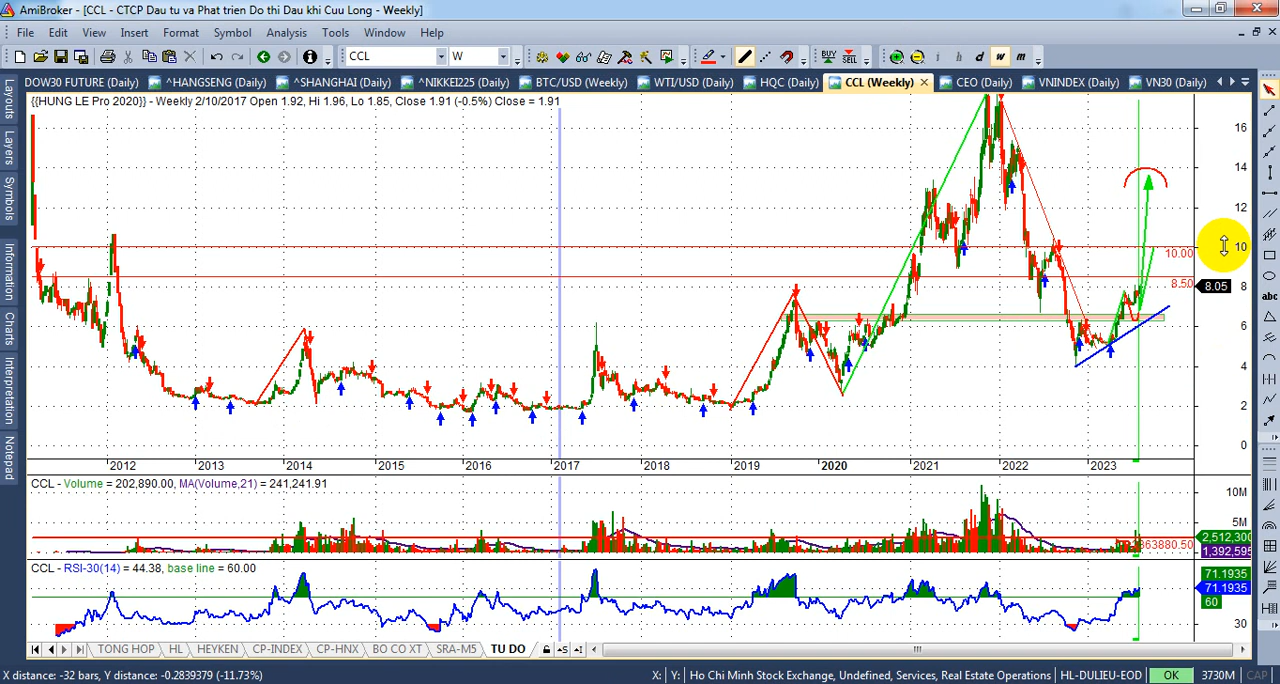 AmiBroker - [CCL - CTCP Dau tu va Phat trien Do thi Dau khi Cuu Long - Weekly]
File Edit View Insert Format Symbol Analysis Tools Window Help
CCL W BUY SELL i h d w m
DOW30 FUTURE (Daily) ^HANGSENG (Daily) ^SHANGHAI (Daily) ^NIKKEI225 (Daily) BTC/USD (Weekly) WTI/USD (Daily) HQC (Daily) CCL (Weekly) CEO (Daily) VNINDEX (Daily) VN30 (Daily)
{{HUNG LE Pro 2020}} - Weekly 2/10/2017 Open 1.92, Hi 1.96, Lo 1.85, Close 1.91 (-0.5%) Close = 1.91
Layouts
Layers
Symbols
Information
Charts
Interpretation
Notepad
16
14
12
10
10.00
8.50
8
8.05
6
4
2
0
abc
2012 2013 2014 2015 2016 2017 2018 2019 2020 2021 2022 2023
CCL - Volume = 202,890.00, MA(Volume,21) = 241,241.91
10M
5M
2,512,300
1,392,595
CCL - RSI-30(14) = 44.38, base line = 60.00
71.1935
71.1935
60
30
TONG HOP HL HEYKEN CP-INDEX CP-HNX BO CO XT SRA-M5 TU DO
X distance: -32 bars, Y distance: -0.2839379 (-11.73%) X: Y: Ho Chi Minh Stock Exchange, Undefined, Services, Real Estate Operations HL-DULIEU-EOD OK 3730M CAP